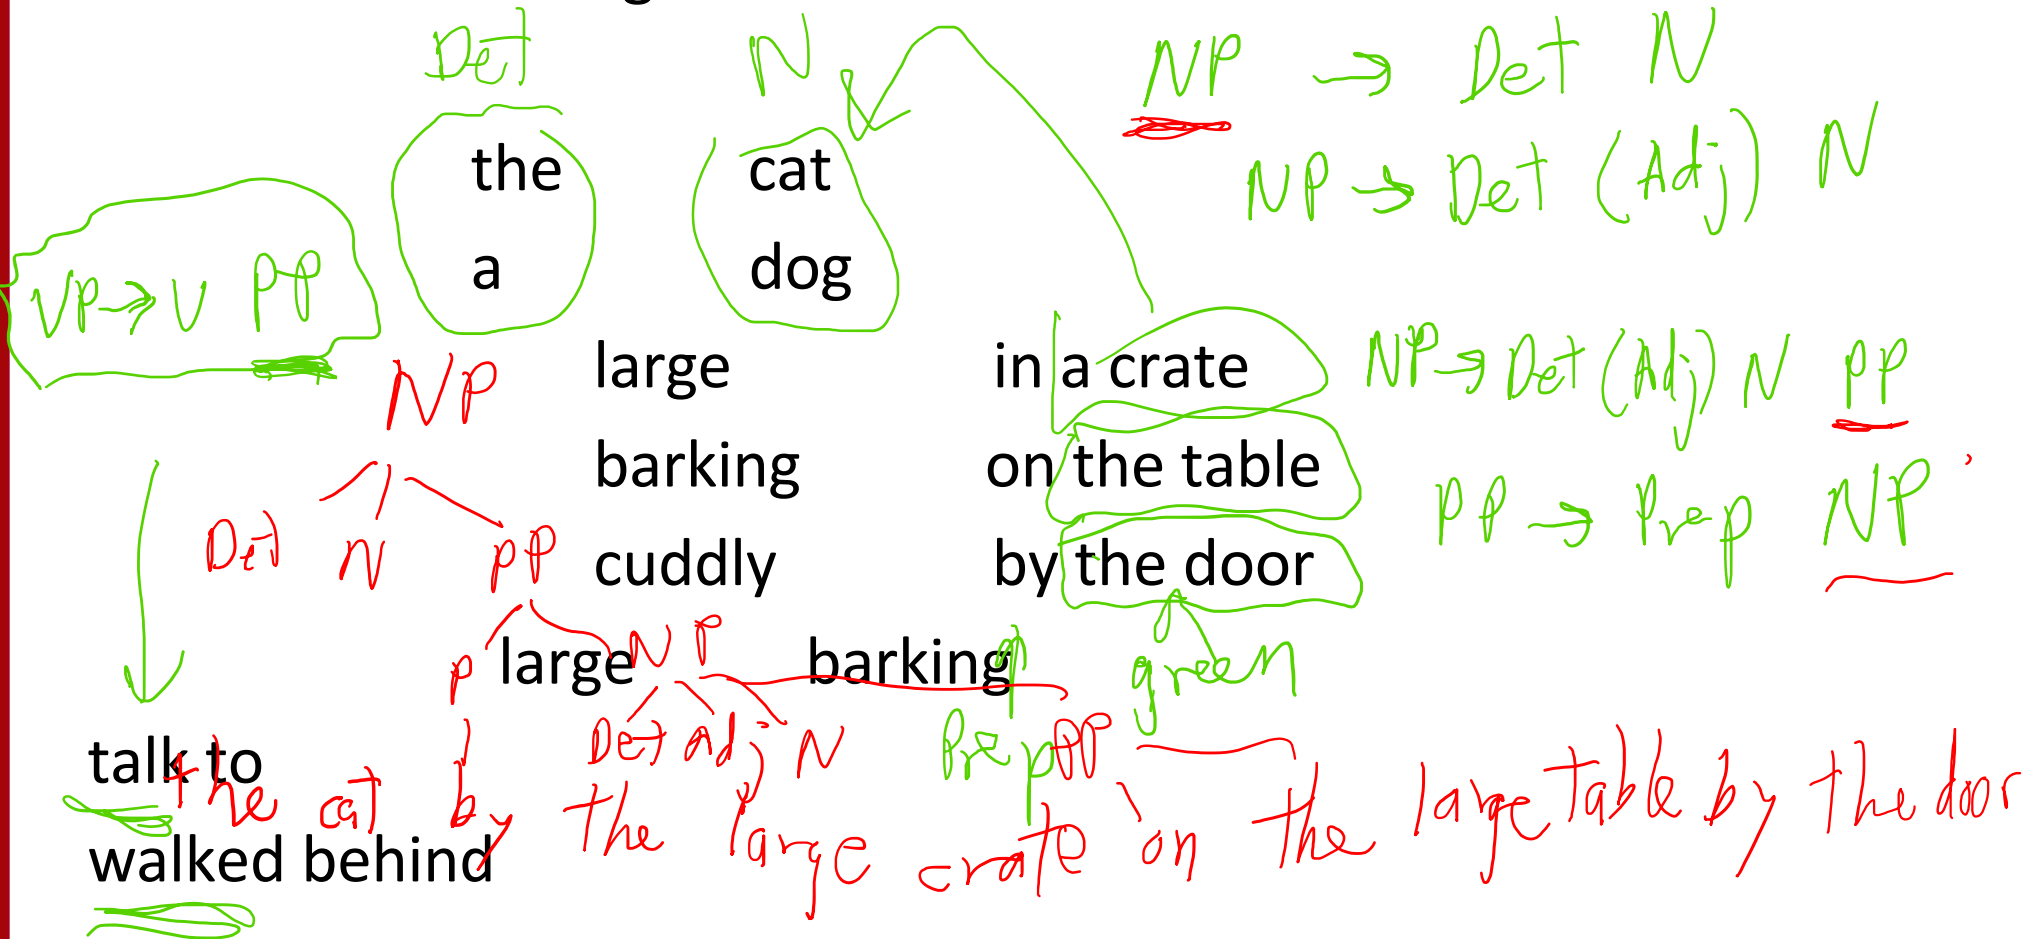 Det N NP → Det N
the cat NP → Det (Adj) N
a dog
VP → V PP
large in a crate NP → Det (Adj) N PP
NP
barking on the table PP → Prep NP
Det N PP cuddly by the door
P large NP barking green
Det Adj N Prep PP
talk to
the cat by the large crate on the large table by the door
walked behind